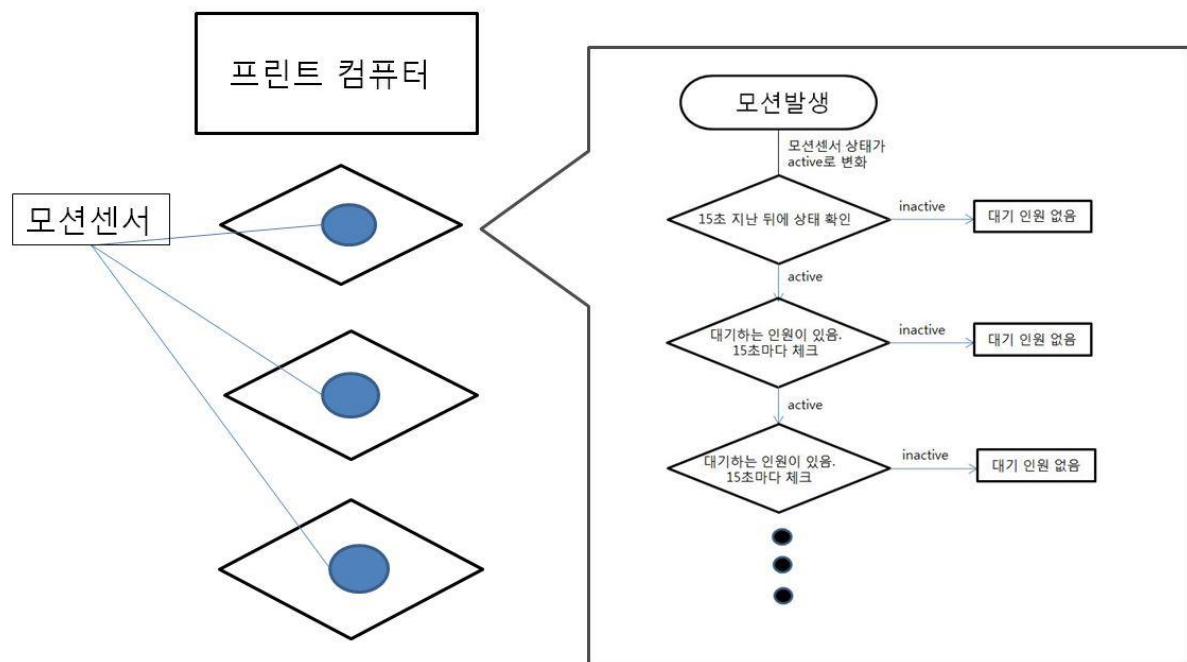 프린트 컴퓨터
모션센서
모션발생
모션센서 상태가
active로 변화
15초 지난 뒤에 상태 확인
inactive
대기 인원 없음
active
대기하는 인원이 있음.
15초마다 체크
inactive
대기 인원 없음
active
대기하는 인원이 있음.
15초마다 체크
inactive
대기 인원 없음